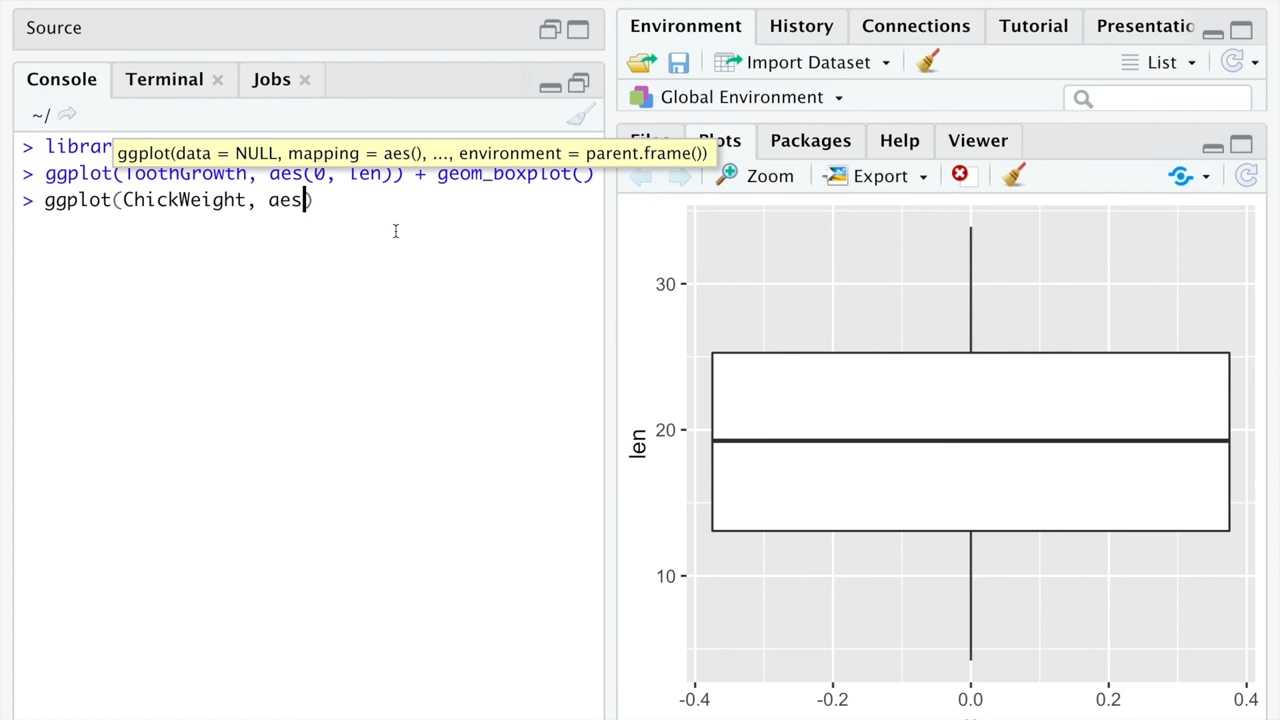 Source
Console
Terminal
Jobs
~/
> librar
ggplot(data = NULL, mapping = aes(), ..., environment = parent.frame())
> ggplot(ToothGrowth, aes(0, len)) + geom_boxplot()
> ggplot(ChickWeight, aes)
Environment
History
Connections
Tutorial
Presentatio
Import Dataset
List
Global Environment
Plots
Packages
Help
Viewer
Zoom
Export
30
20
10
len
-0.4
-0.2
0.0
0.2
0.4